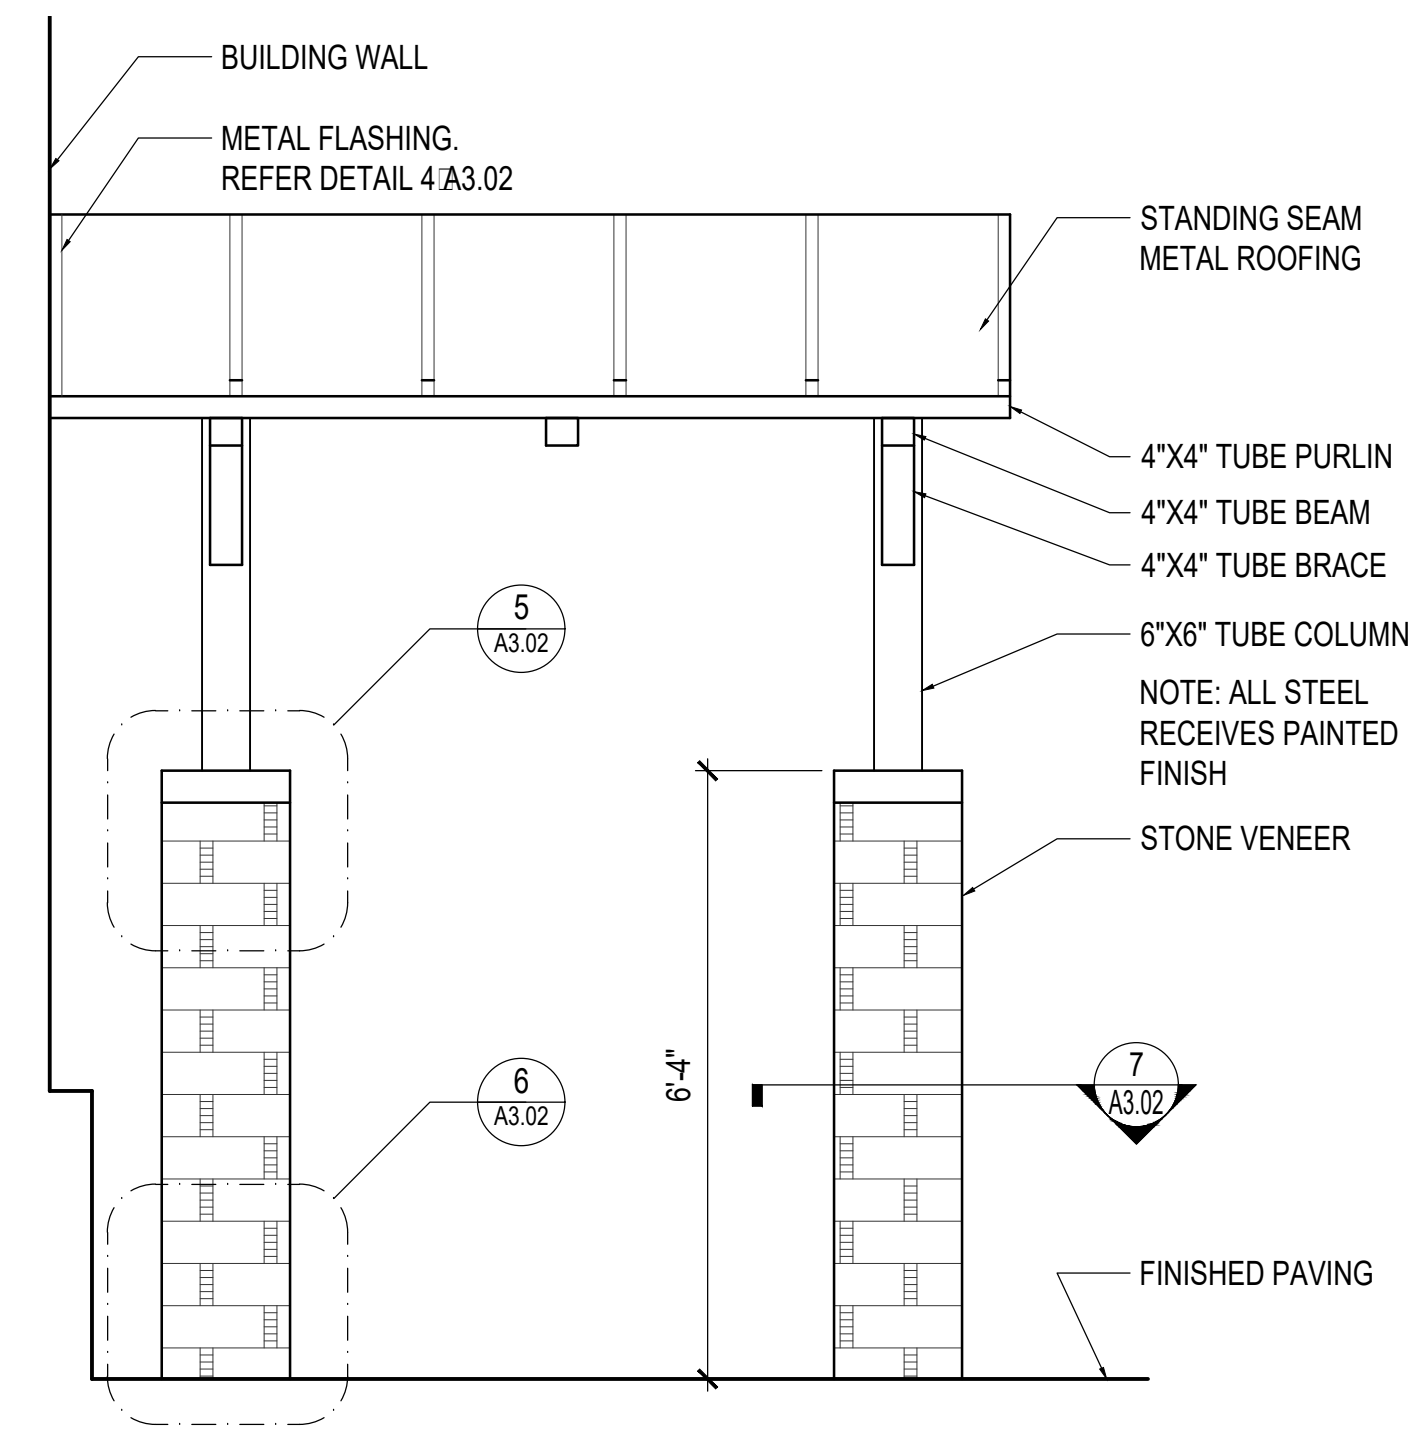 BUILDING WALL
METAL FLASHING.
REFER DETAIL 4 A3.02
STANDING SEAM
METAL ROOFING
4"X4" TUBE PURLIN
4"X4" TUBE BEAM
4"X4" TUBE BRACE
5
A3.02
6"X6" TUBE COLUMN
NOTE: ALL STEEL
RECEIVES PAINTED
FINISH
STONE VENEER
6'-4"
6
A3.02
7
A3.02
FINISHED PAVING